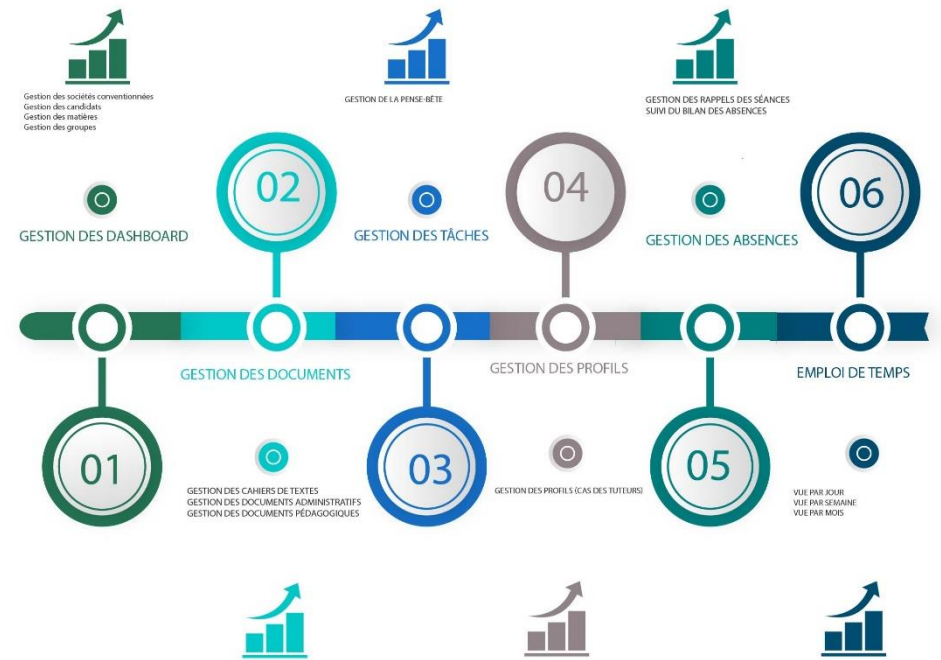 Gestion des sociétés conventionnées
Gestion des candidats
Gestion des matières
Gestion des groupes
GESTION DE LA PENSE-BÊTE
GESTION DES RAPPELS DES SÉANCES
SUIVI DU BILAN DES ABSENCES
02
04
06
GESTION DES DASHBOARD
GESTION DES TÂCHES
GESTION DES ABSENCES
GESTION DES DOCUMENTS
GESTION DES PROFILS
EMPLOI DE TEMPS
01
03
05
GESTION DES CAHIERS DE TEXTES
GESTION DES DOCUMENTS ADMINISTRATIFS
GESTION DES DOCUMENTS PÉDAGOGIQUES
GESTION DES PROFILS (CAS DES TUTEURS)
VUE PAR JOUR
VUE PAR SEMAINE
VUE PAR MOIS